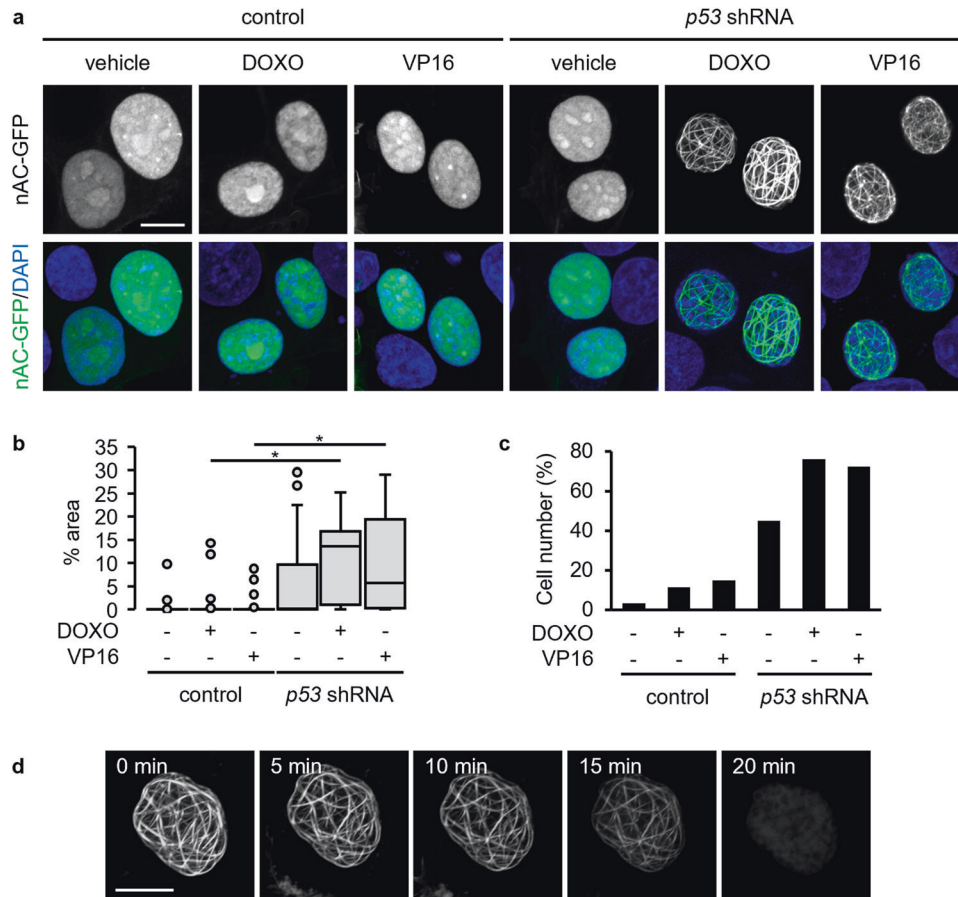 a
control p53 shRNA
vehicle DOXO VP16 vehicle DOXO VP16
nAC-GFP
nAC-GFP/DAPI
b
* *
% area
35
30
25
20
15
10
5
0
DOXO - + - - + -
VP16 - - + - - -
control p53 shRNA
c
Cell number (%)
80
60
40
20
0
DOXO - + - - + -
VP16 - - + - - +
control p53 shRNA
d
0 min 5 min 10 min 15 min 20 min